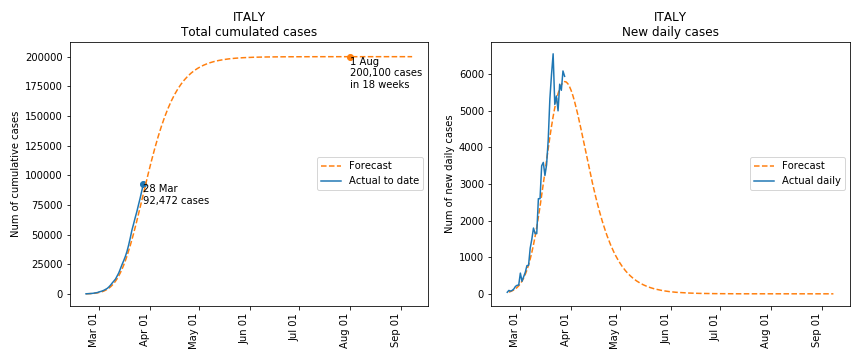 ITALY
Total cumulated cases
Num of cumulative cases
200000
175000
150000
125000
100000
75000
50000
25000
0
1 Aug
200,100 cases
in 18 weeks
28 Mar
92,472 cases
Forecast
Actual to date
Mar 01
Apr 01
May 01
Jun 01
Jul 01
Aug 01
Sep 01
ITALY
New daily cases
Num of new daily cases
6000
5000
4000
3000
2000
1000
0
Forecast
Actual daily
Mar 01
Apr 01
May 01
Jun 01
Jul 01
Aug 01
Sep 01